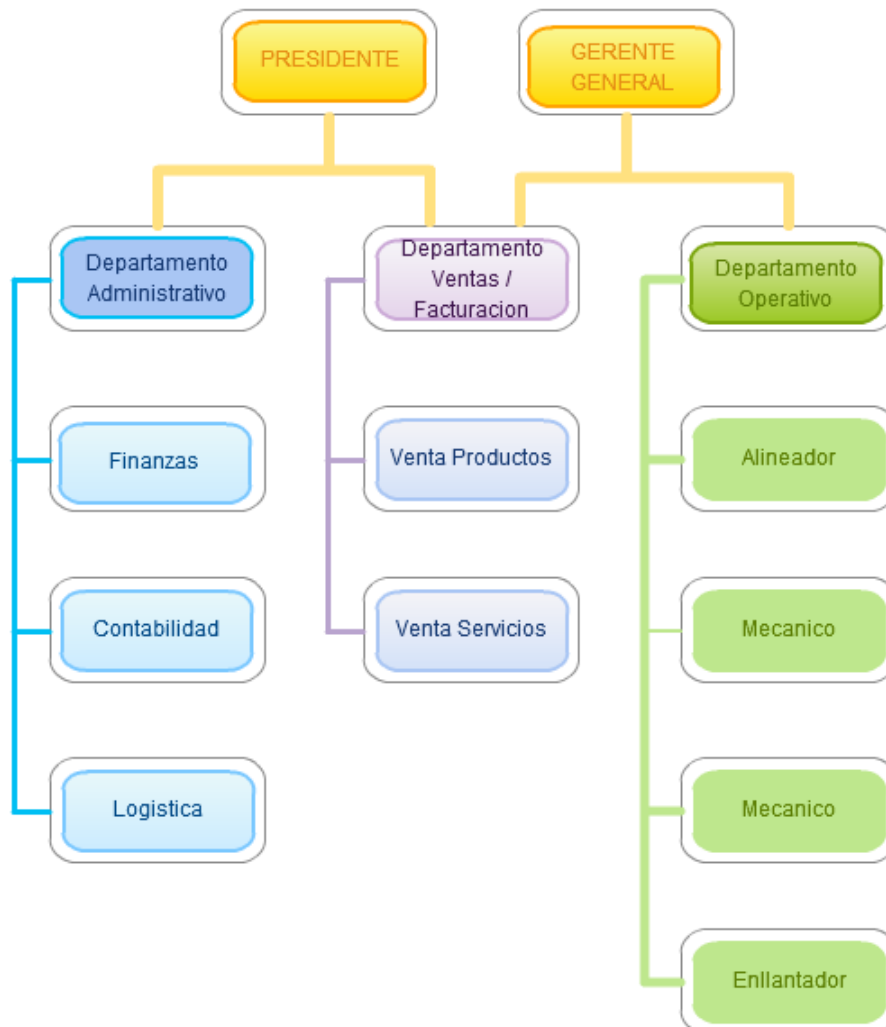 PRESIDENTE
GERENTE
GENERAL
Departamento
Administrativo
Departamento
Ventas /
Facturacion
Departamento
Operativo
Finanzas
Venta Productos
Alineador
Contabilidad
Venta Servicios
Mecanico
Logistica
Mecanico
Enllantador